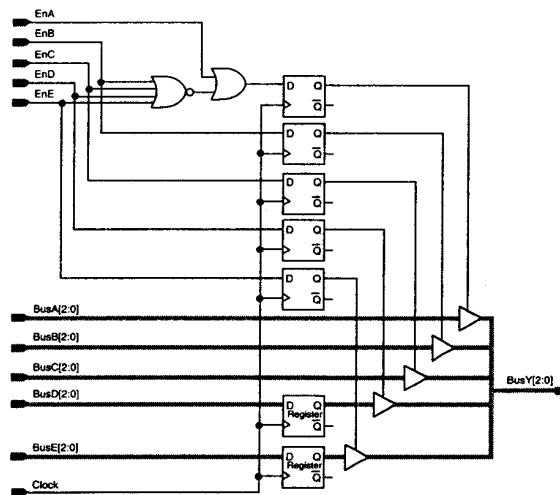 EnA
EnB
EnC
EnD
EnE
D Q
Q
D Q
Q
D Q
Q
D Q
Q
D Q
Q
BusA[2:0]
BusB[2:0]
BusC[2:0]
BusY[2:0]
BusD[2:0]
D Q
Register
Q
BusE[2:0]
D Q
Register
Q
Clock